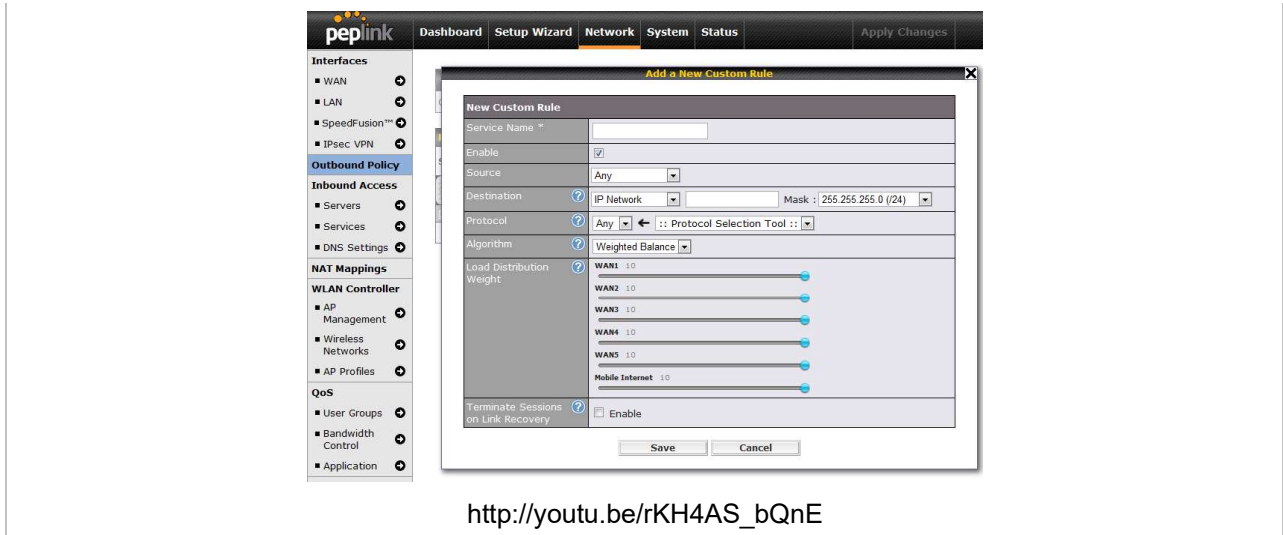 peplink
Dashboard Setup Wizard Network System Status Apply Changes
Interfaces
WAN
LAN
SpeedFusion™
IPsec VPN
Outbound Policy
Inbound Access
Servers
Services
DNS Settings
NAT Mappings
WLAN Controller
AP
Management
Wireless
Networks
AP Profiles
QoS
User Groups
Bandwidth
Control
Application
Add a New Custom Rule
New Custom Rule
Service Name *
Enable
Source Any
Destination IP Network Mask : 255.255.255.0 (/24)
Protocol Any :: Protocol Selection Tool ::
Algorithm Weighted Balance
Load Distribution
Weight
WAN1 10
WAN2 10
WAN3 10
WAN4 10
WAN5 10
Mobile Internet 10
Terminate Sessions
on Link Recovery
Enable
Save Cancel
http://youtu.be/rKH4AS_bQnE